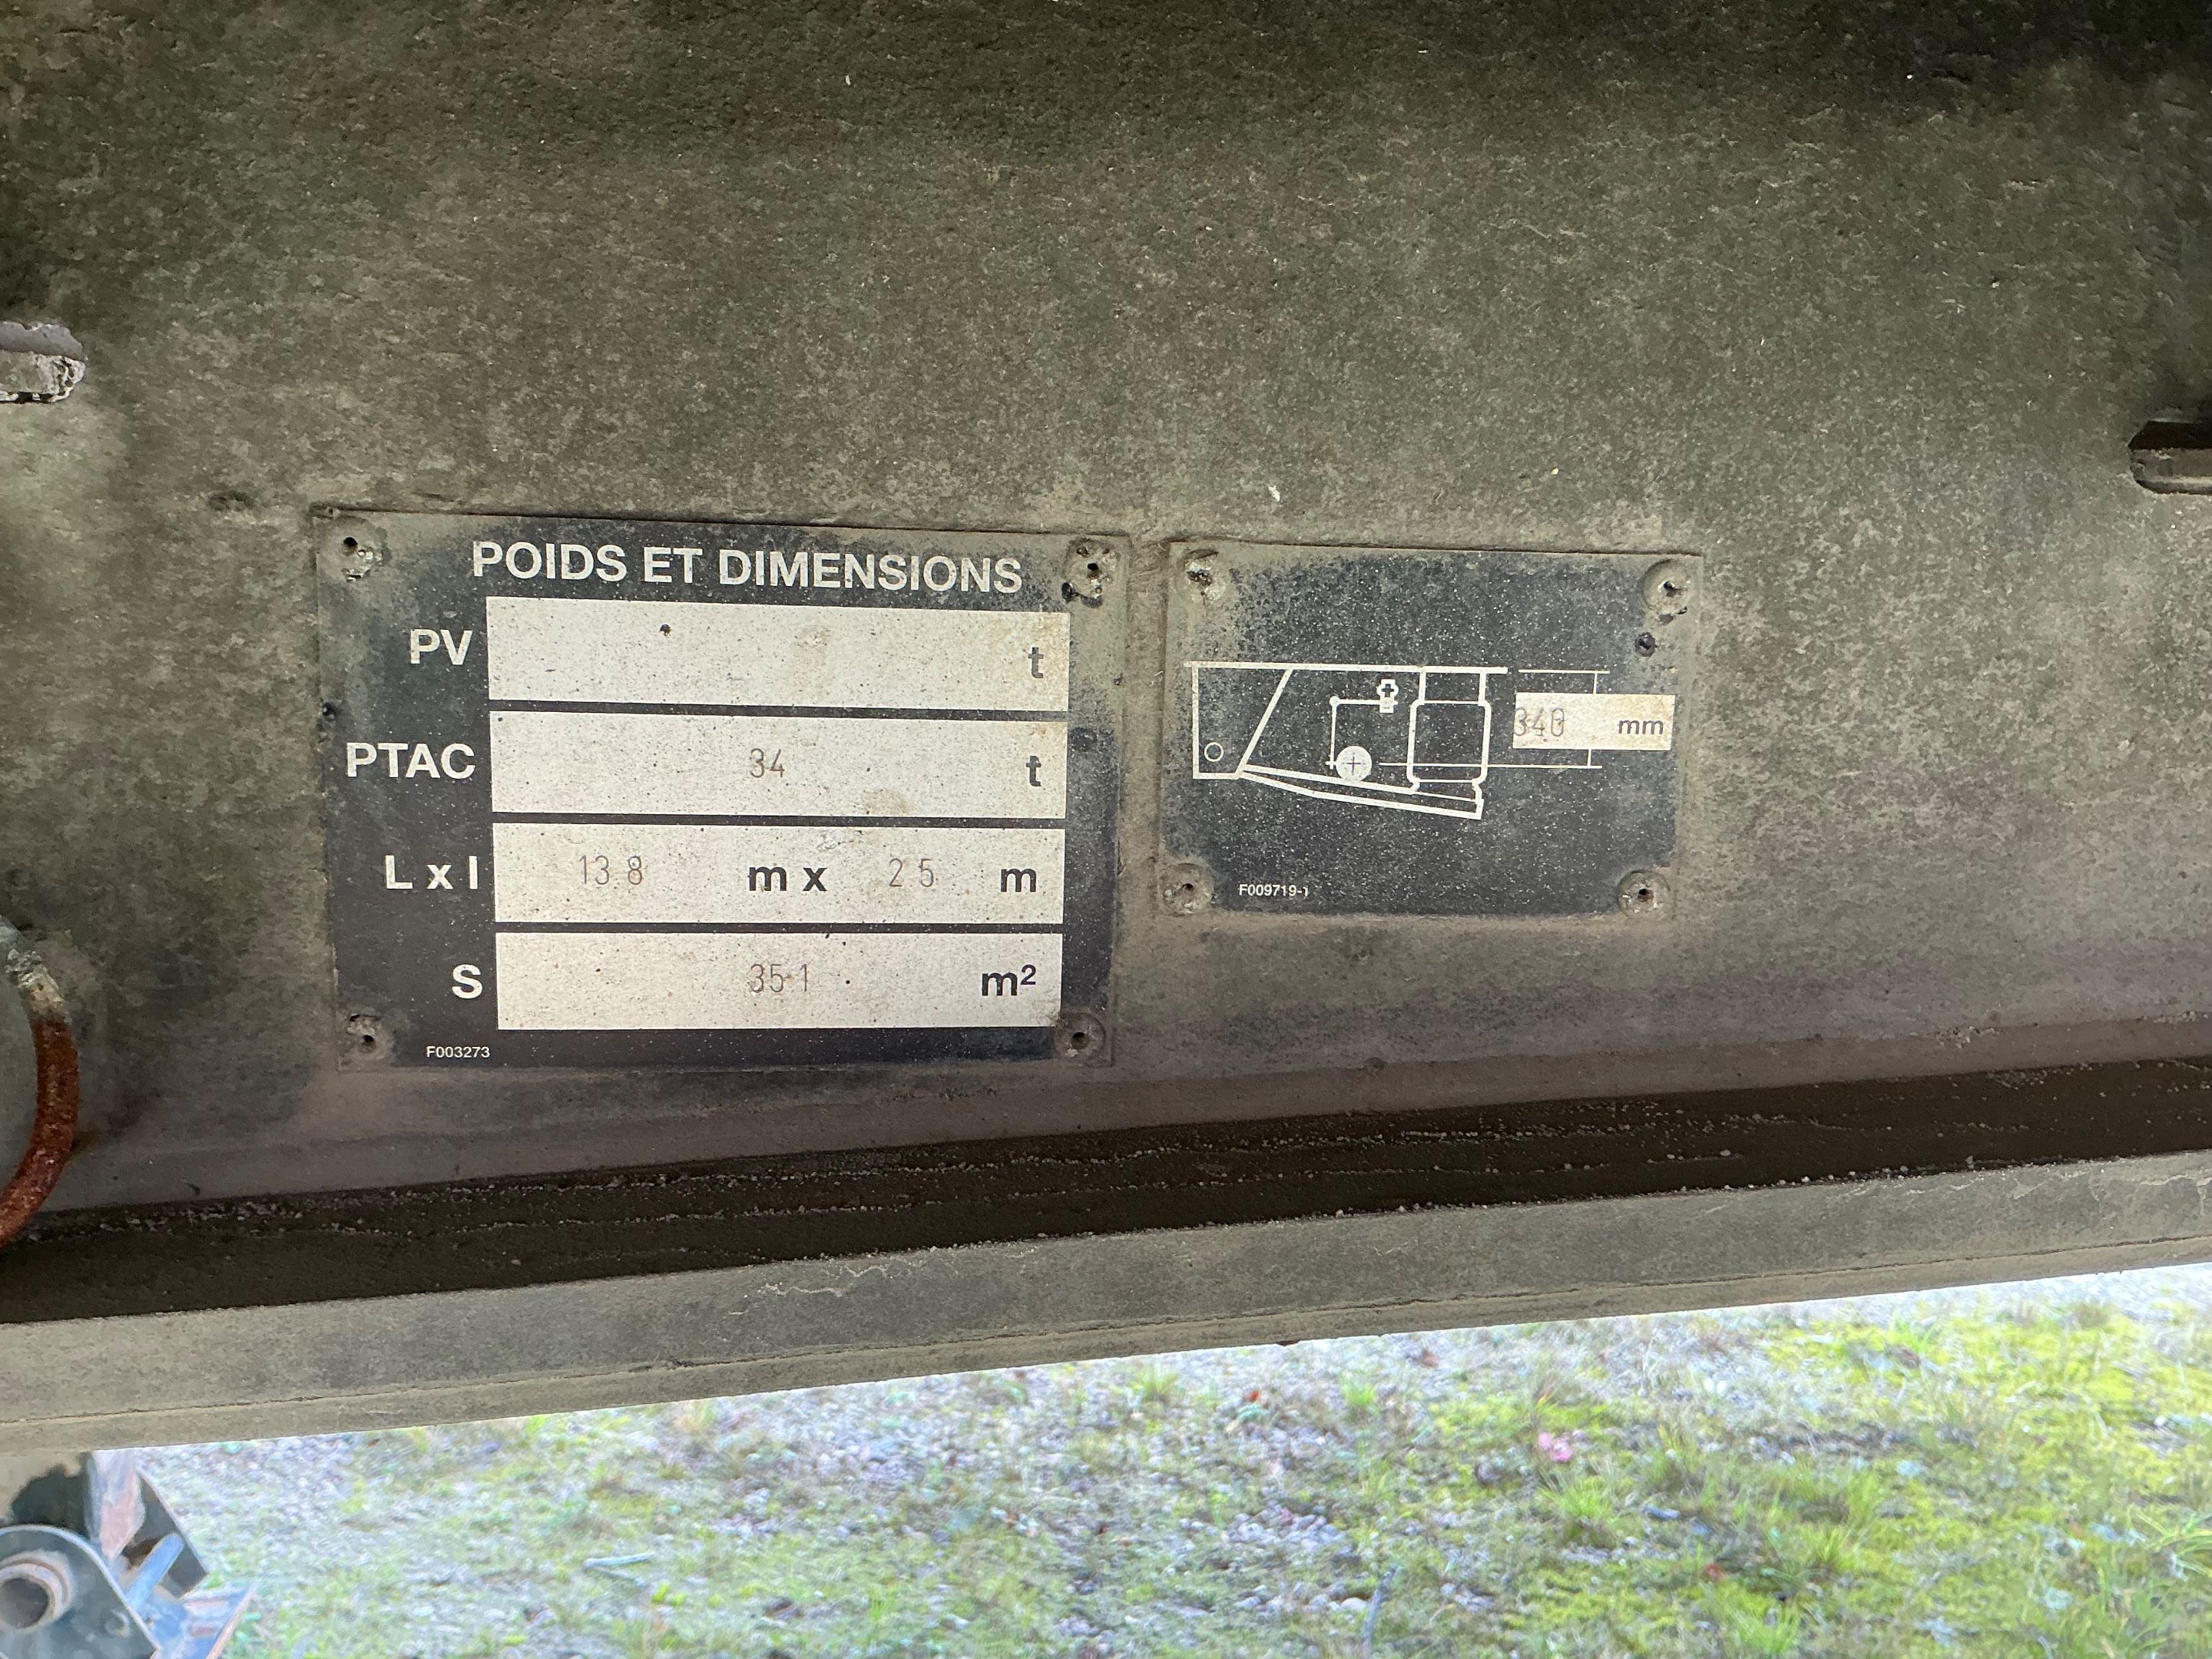 POIDS ET DIMENSIONS
PV t
PTAC 34 t
L x l 13 8 m x 2 5 m
S 35 1 m²
F003273
340 mm
F009719-1